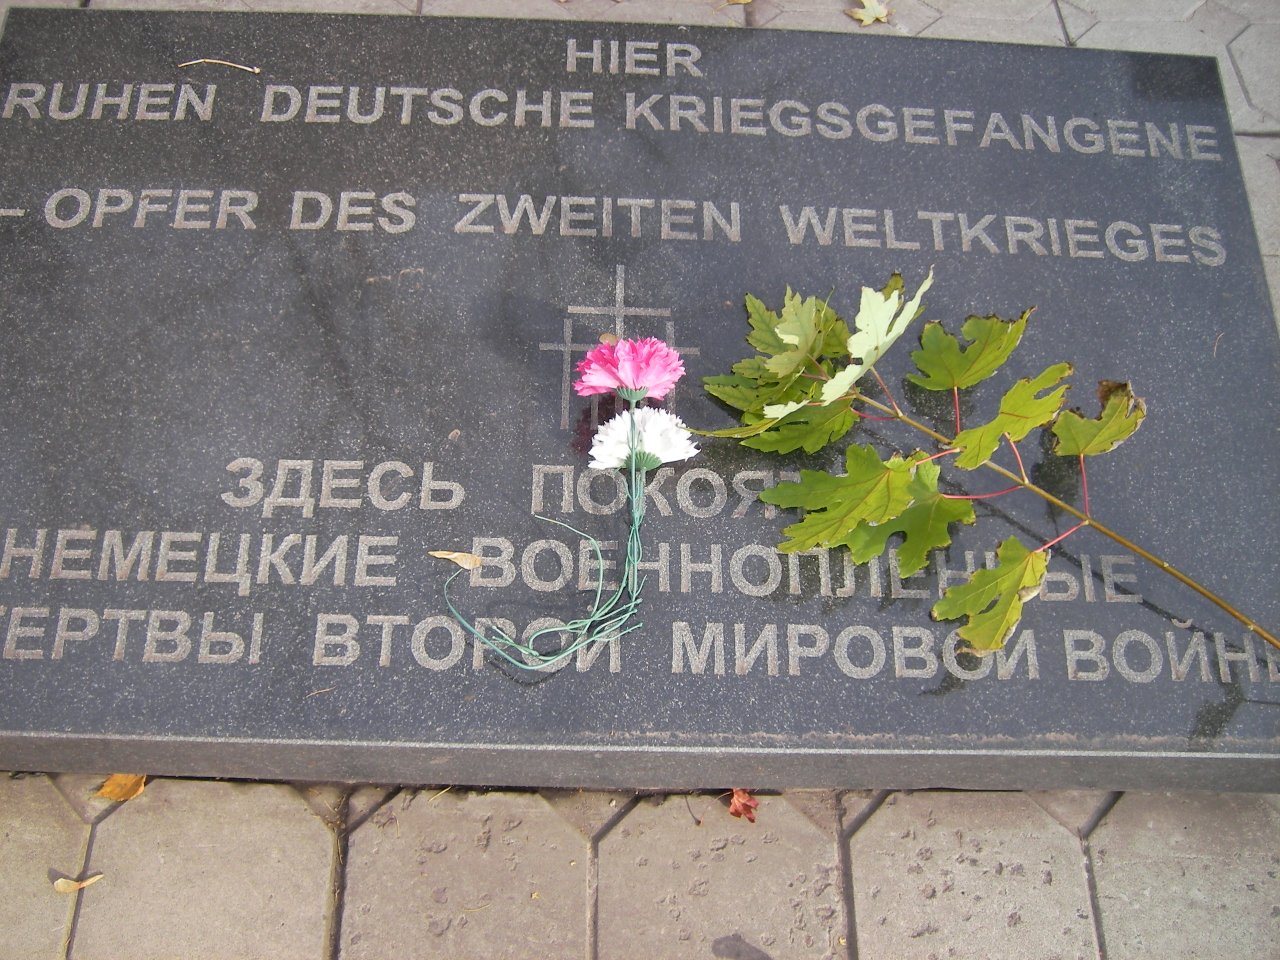 HIER
RUHEN DEUTSCHE KRIEGSGEFANGENE
– OPFER DES ZWEITEN WELTKRIEGES
ЗДЕСЬ
НЕМЕЦКИЕ ВОЕННОПЛЕННЫЕ
ВТОРОЙ МИРОВОЙ